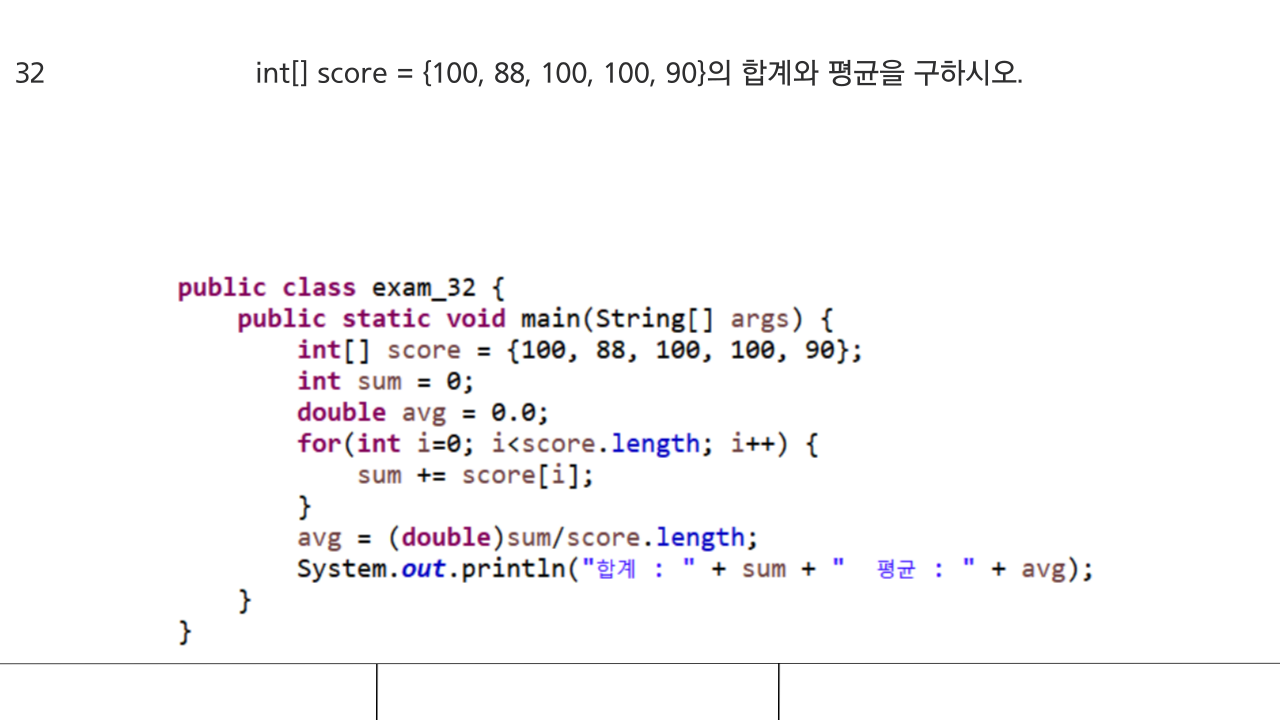 32 int[] score = {100, 88, 100, 100, 90}의 합계와 평균을 구하시오.
public class exam_32 {
    public static void main(String[] args) {
        int[] score = {100, 88, 100, 100, 90};
        int sum = 0;
        double avg = 0.0;
        for(int i=0; i<score.length; i++) {
            sum += score[i];
        }
        avg = (double)sum/score.length;
        System.out.println("합계 : " + sum + "  평균 : " + avg);
    }
}